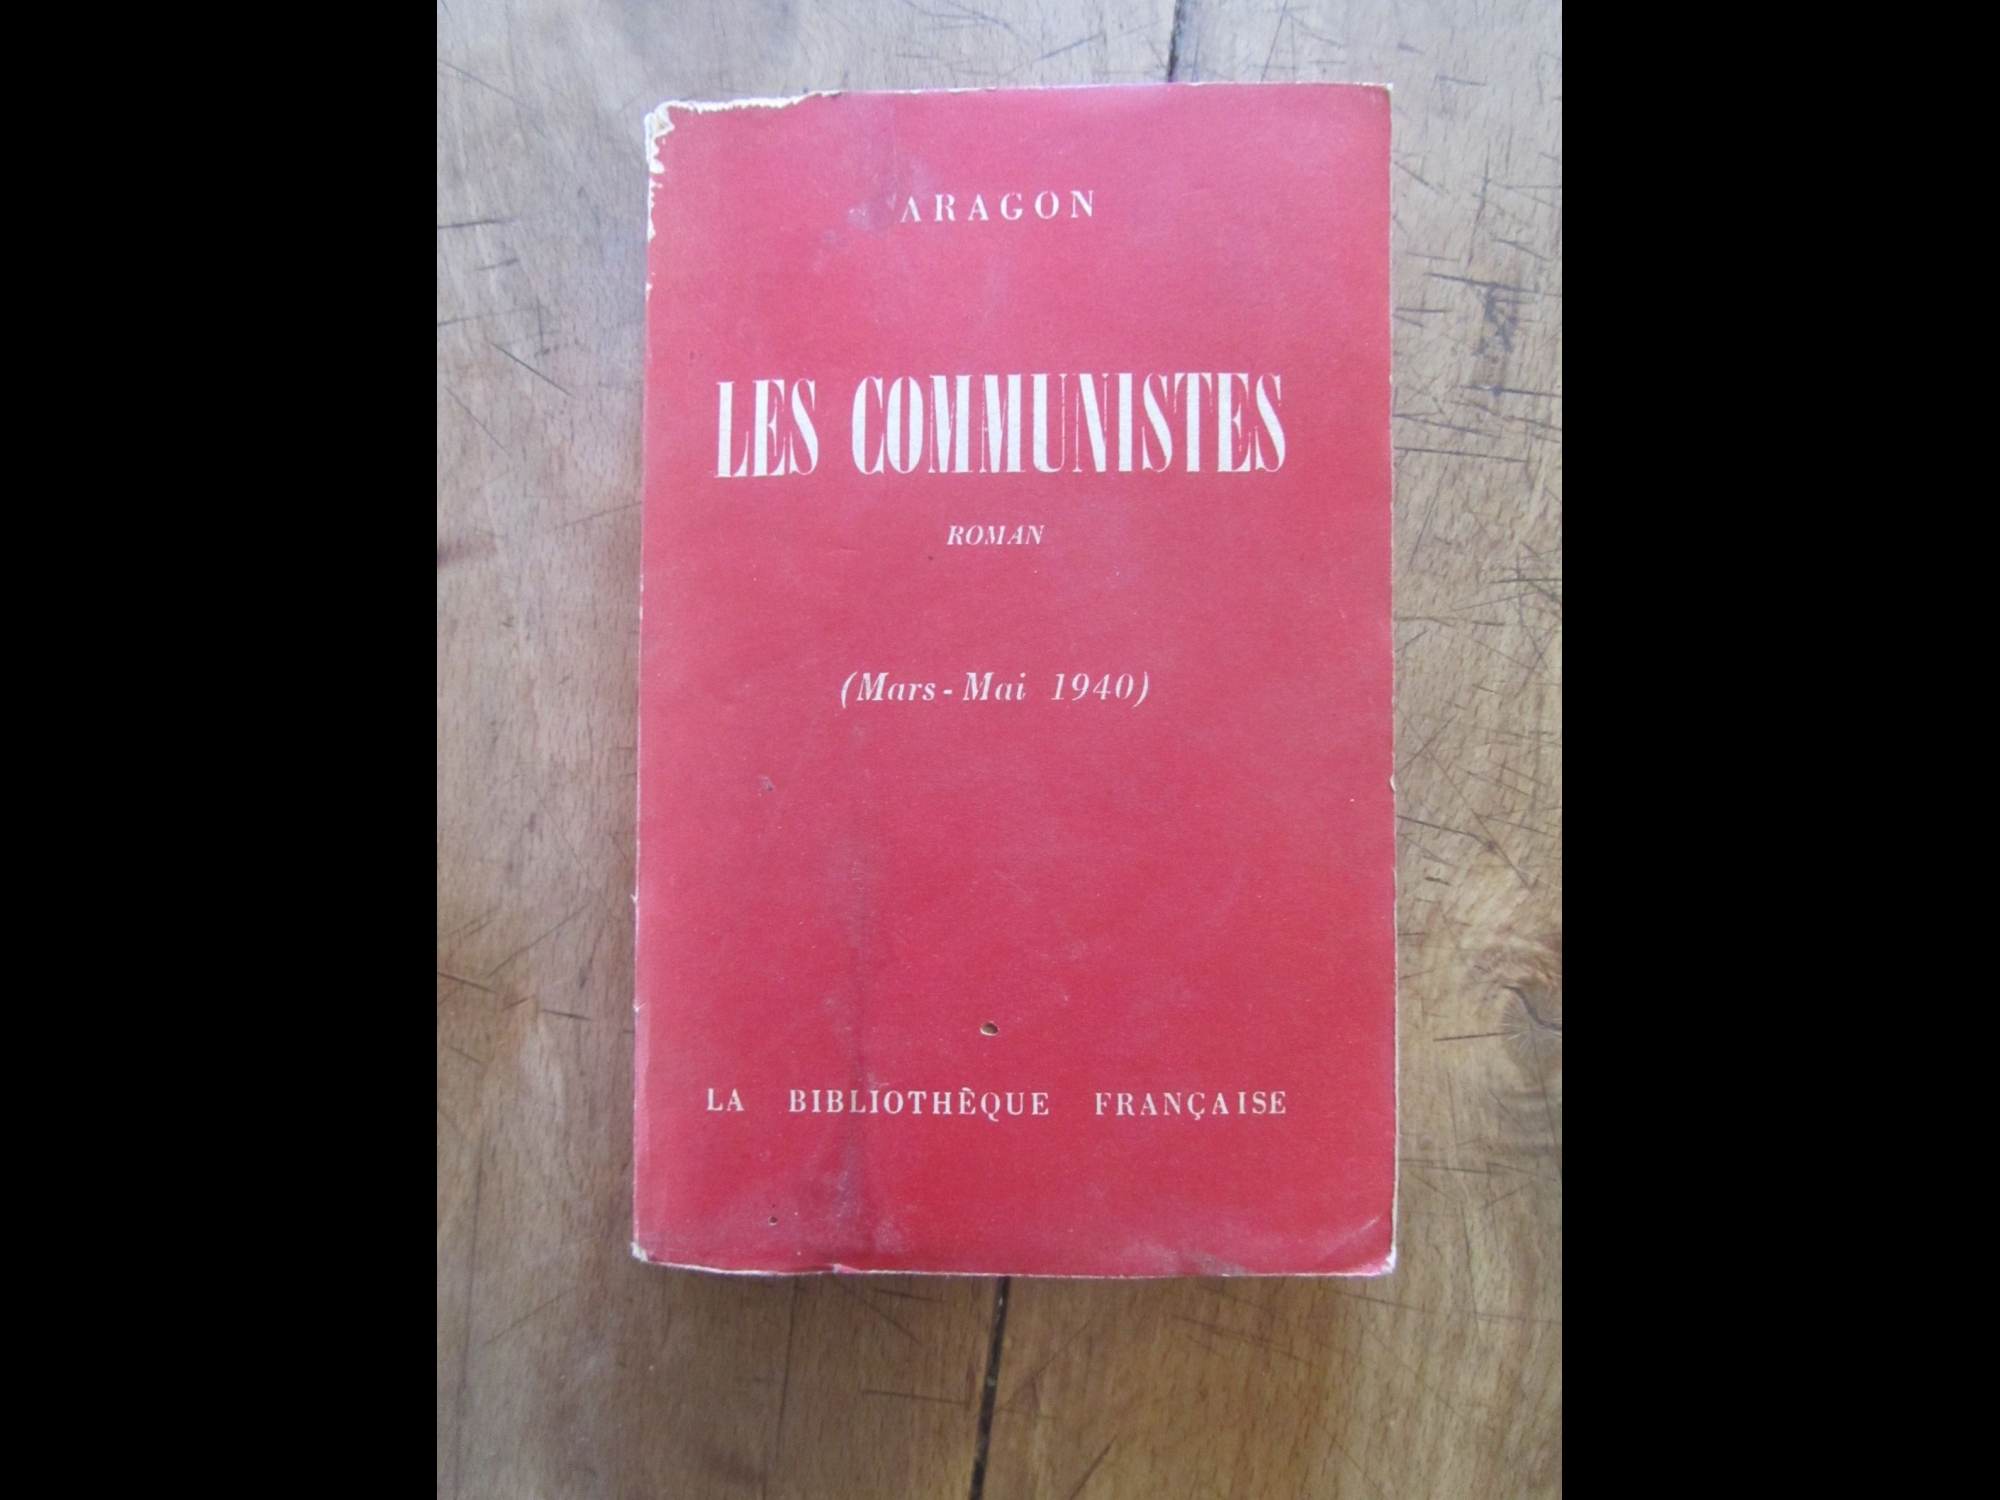 ARAGON
LES COMMUNISTES
ROMAN
(Mars - Mai 1940)
LA BIBLIOTHÈQUE FRANÇAISE